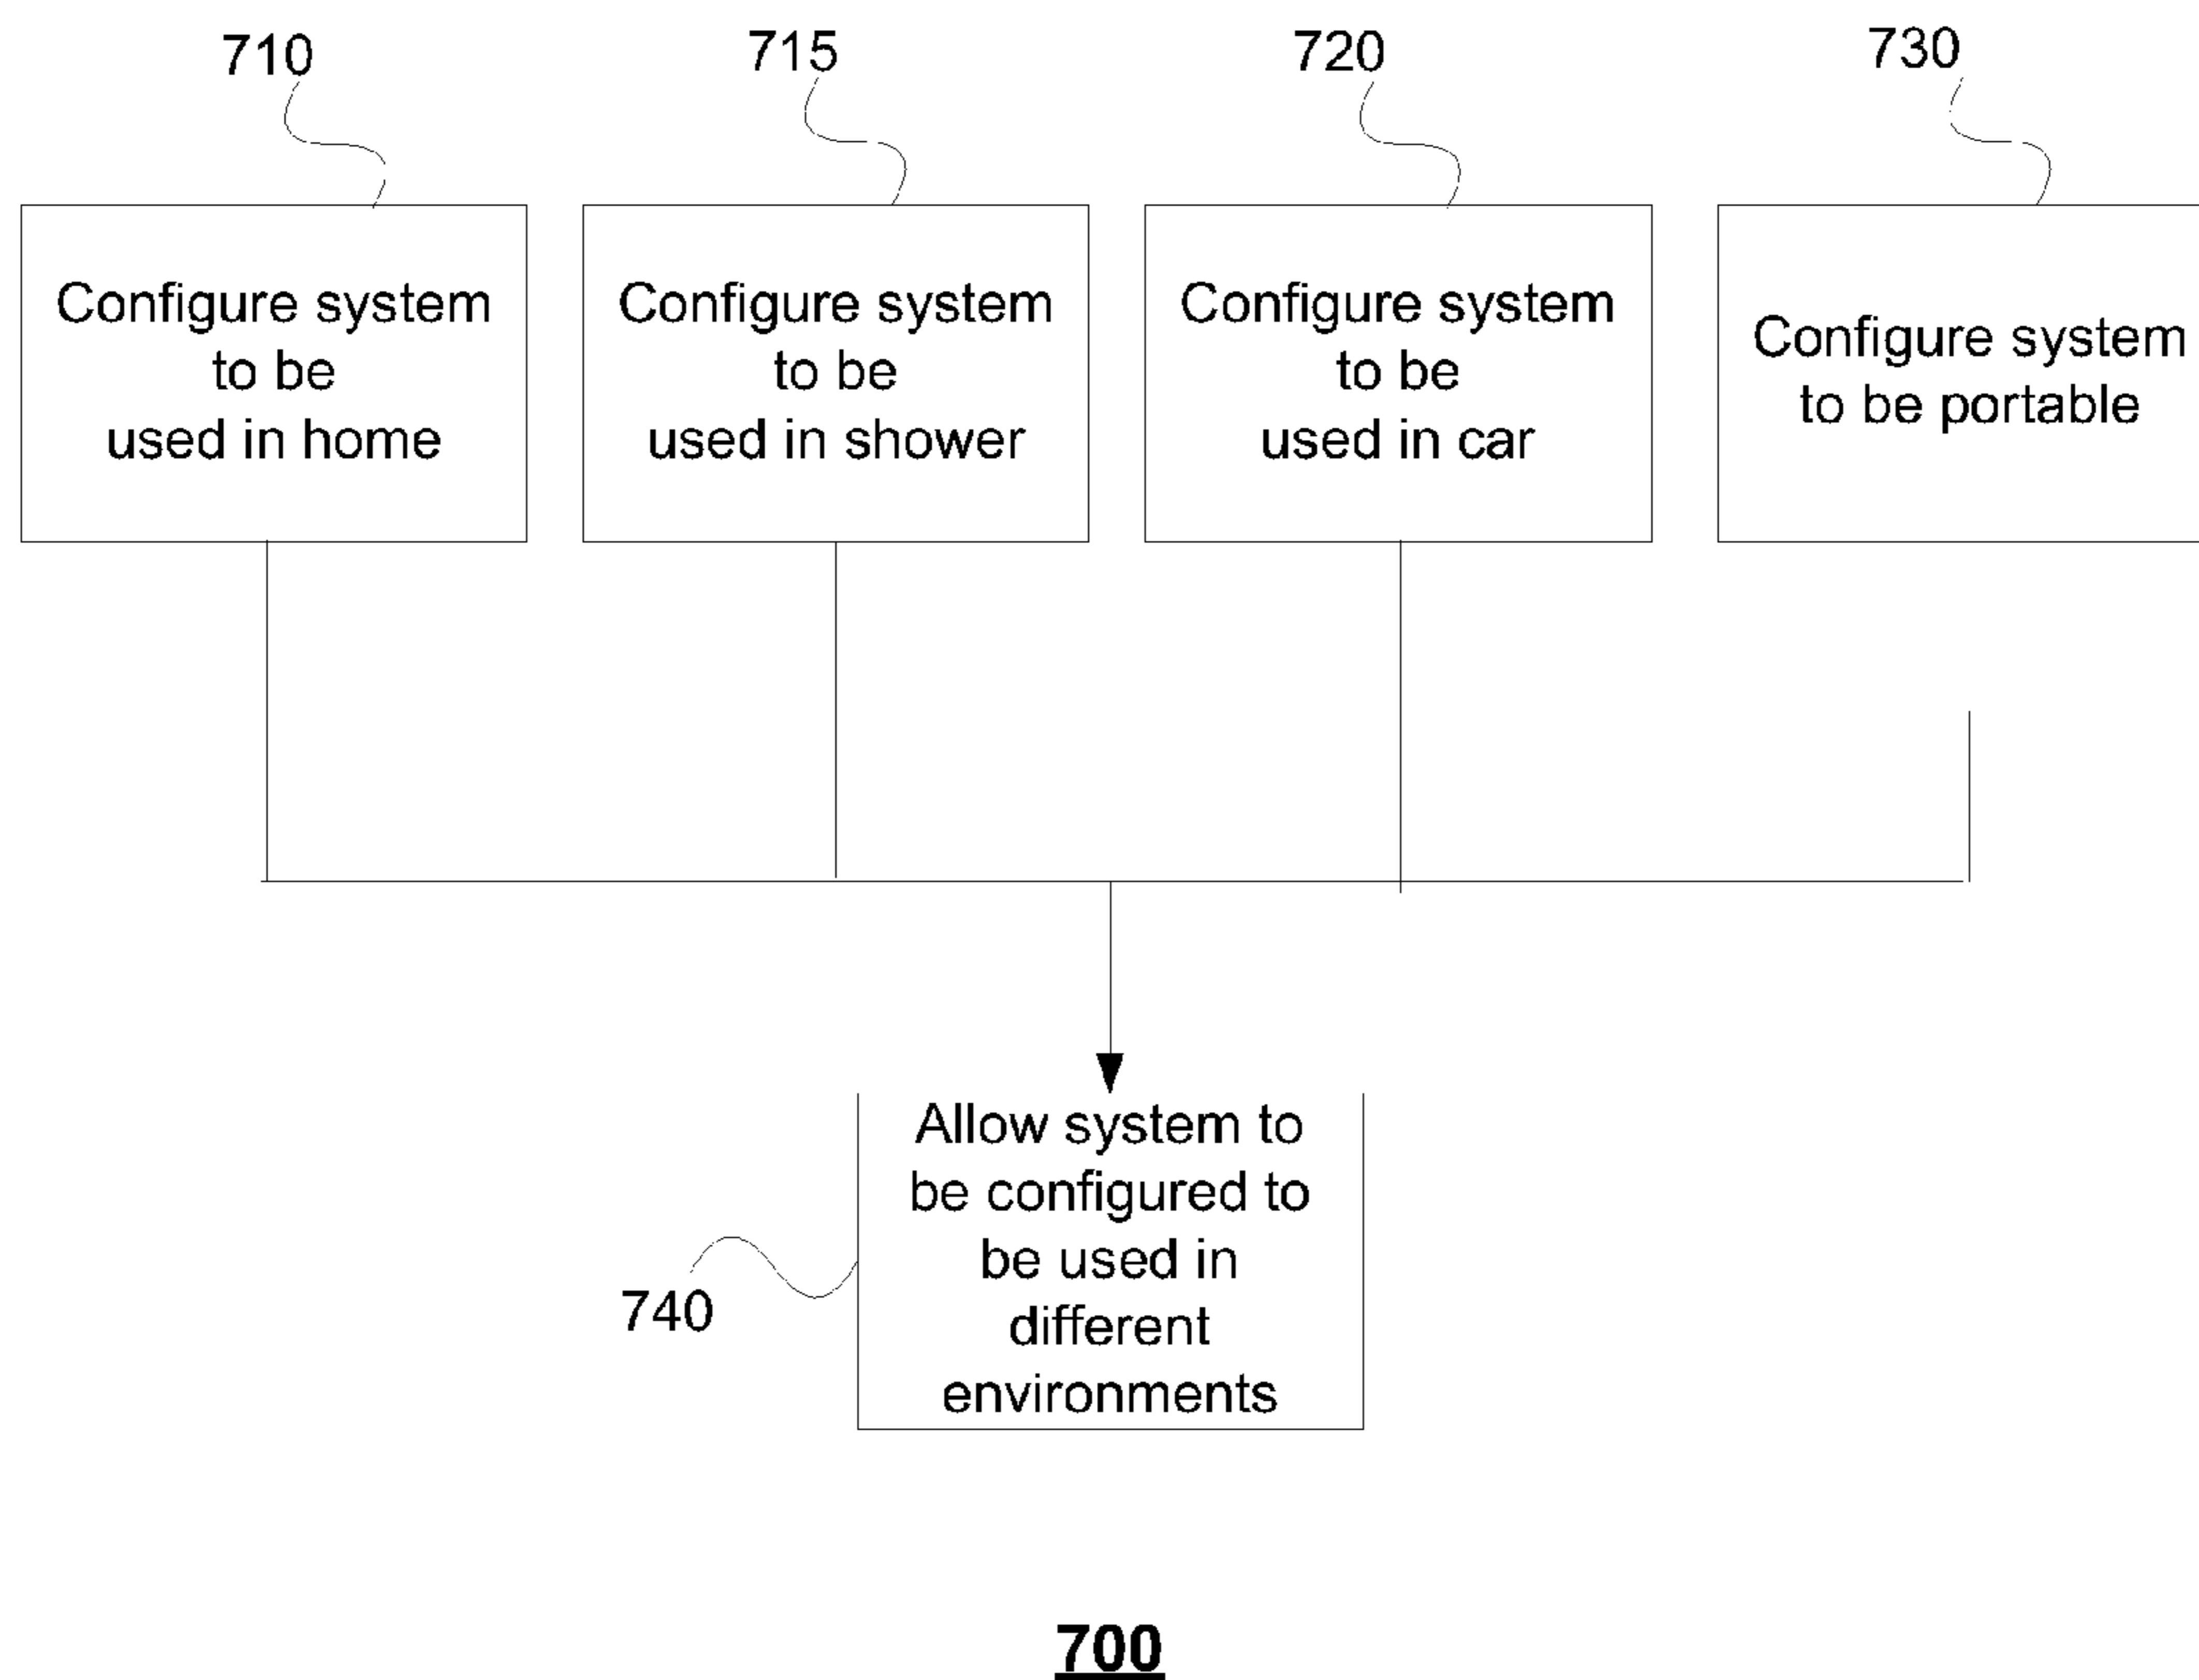 710
715
720
730
Configure system
to be
used in home
Configure system
to be
used in shower
Configure system
to be
used in car
Configure system
to be portable
Allow system to
be configured to
be used in
different
environments
740
700